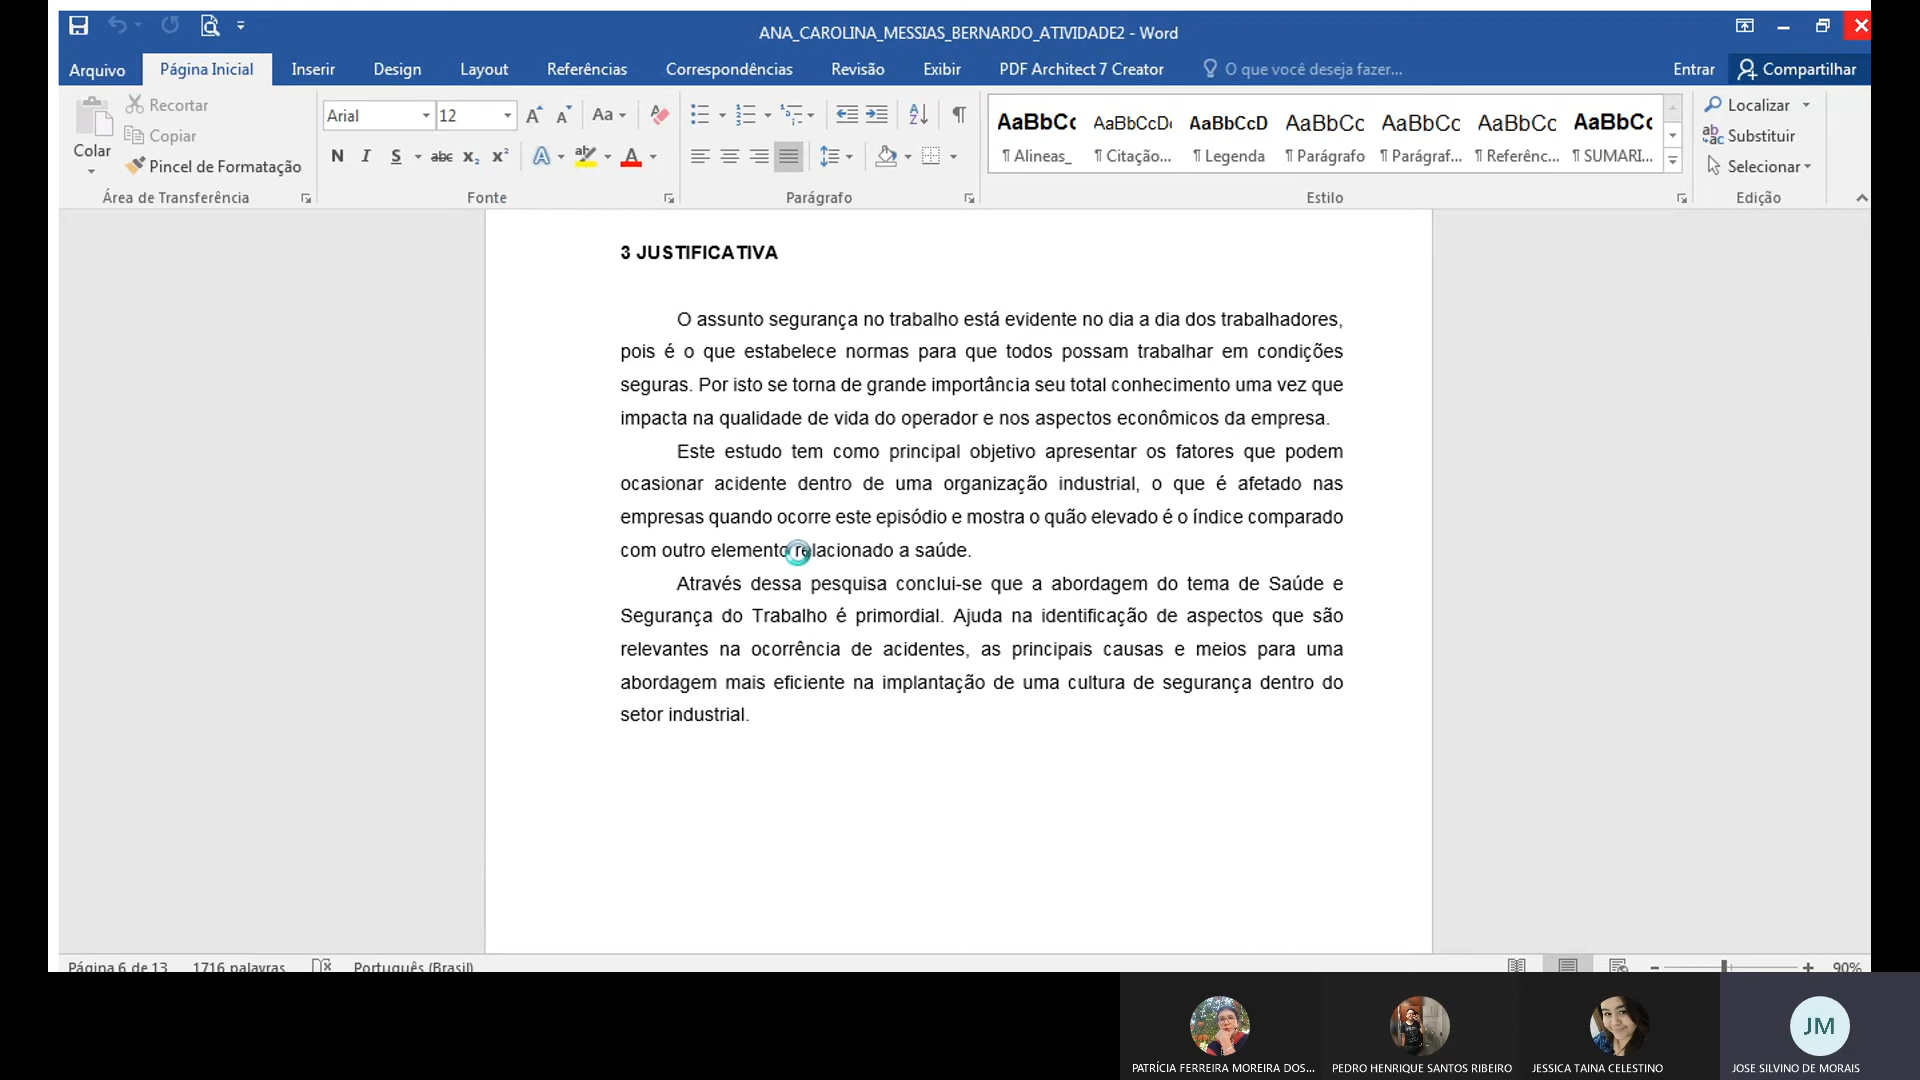 ANA_CAROLINA_MESSIAS_BERNARDO_ATIVIDADE2 - Word
Arquivo Página Inicial Inserir Design Layout Referências Correspondências Revisão Exibir PDF Architect 7 Creator O que você deseja fazer... Entrar Compartilhar
Colar
Recortar
Copiar
Pincel de Formatação
Área de Transferência
Arial 12
Fonte
Parágrafo
AaBbCc AaBbCcDc AaBbCcD AaBbCc AaBbCc AaBbCc AaBbCc
¶ Alineas_ ¶ Citação... ¶ Legenda ¶ Parágrafo ¶ Parágraf... ¶ Referênc... ¶ SUMARI...
Estilo
Localizar
Substituir
Selecionar
Edição
3 JUSTIFICATIVA
O assunto segurança no trabalho está evidente no dia a dia dos trabalhadores,
pois é o que estabelece normas para que todos possam trabalhar em condições
seguras. Por isto se torna de grande importância seu total conhecimento uma vez que
impacta na qualidade de vida do operador e nos aspectos econômicos da empresa.
Este estudo tem como principal objetivo apresentar os fatores que podem
ocasionar acidente dentro de uma organização industrial, o que é afetado nas
empresas quando ocorre este episódio e mostra o quão elevado é o índice comparado
com outro elemento relacionado a saúde.
Através dessa pesquisa conclui-se que a abordagem do tema de Saúde e
Segurança do Trabalho é primordial. Ajuda na identificação de aspectos que são
relevantes na ocorrência de acidentes, as principais causas e meios para uma
abordagem mais eficiente na implantação de uma cultura de segurança dentro do
setor industrial.
Página 6 de 13 1716 palavras Português (Brasil) 90%
PATRÍCIA FERREIRA MOREIRA DOS... PEDRO HENRIQUE SANTOS RIBEIRO JESSICA TAINA CELESTINO JM JOSE SILVINO DE MORAIS